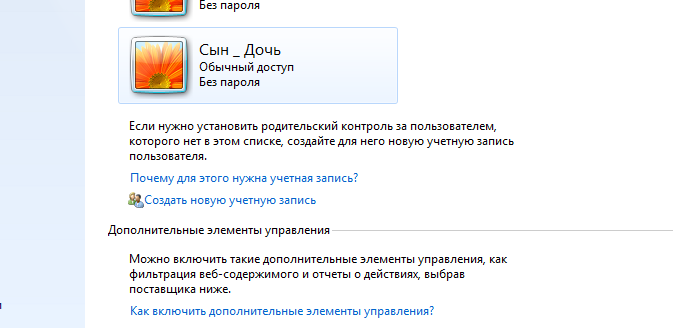 Без пароля
Сын _ Дочь
Обычный доступ
Без пароля
Если нужно установить родительский контроль за пользователем,
которого нет в этом списке, создайте для него новую учетную запись
пользователя.
Почему для этого нужна учетная запись?
Создать новую учетную запись
Дополнительные элементы управления
Можно включить такие дополнительные элементы управления, как
фильтрация веб-содержимого и отчеты о действиях, выбрав
поставщика ниже.
Как включить дополнительные элементы управления?